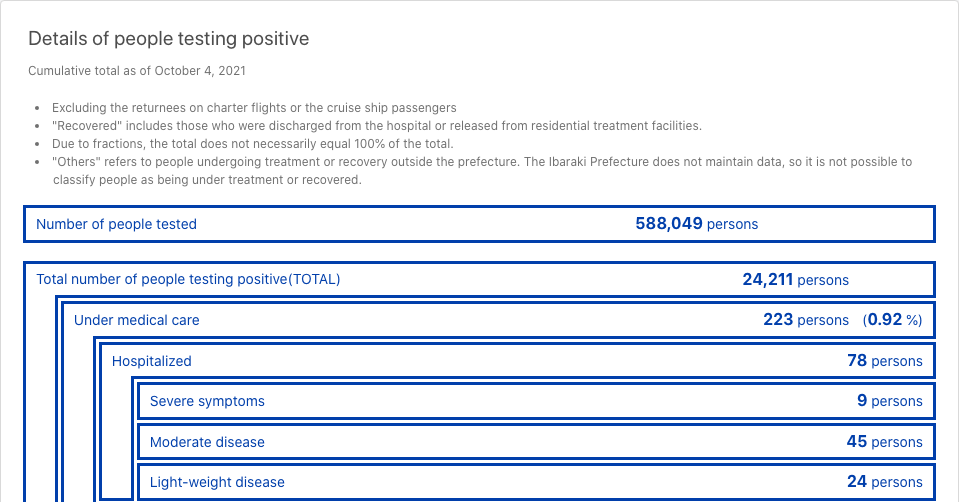 Details of people testing positive
Cumulative total as of October 4, 2021
• Excluding the returnees on charter flights or the cruise ship passengers
• "Recovered" includes those who were discharged from the hospital or released from residential treatment facilities.
• Due to fractions, the total does not necessarily equal 100% of the total.
• "Others" refers to people undergoing treatment or recovery outside the prefecture. The Ibaraki Prefecture does not maintain data, so it is not possible to
classify people as being under treatment or recovered.
Number of people tested 588,049 persons
Total number of people testing positive(TOTAL) 24,211 persons
Under medical care 223 persons (0.92 %)
Hospitalized 78 persons
Severe symptoms 9 persons
Moderate disease 45 persons
Light-weight disease 24 persons